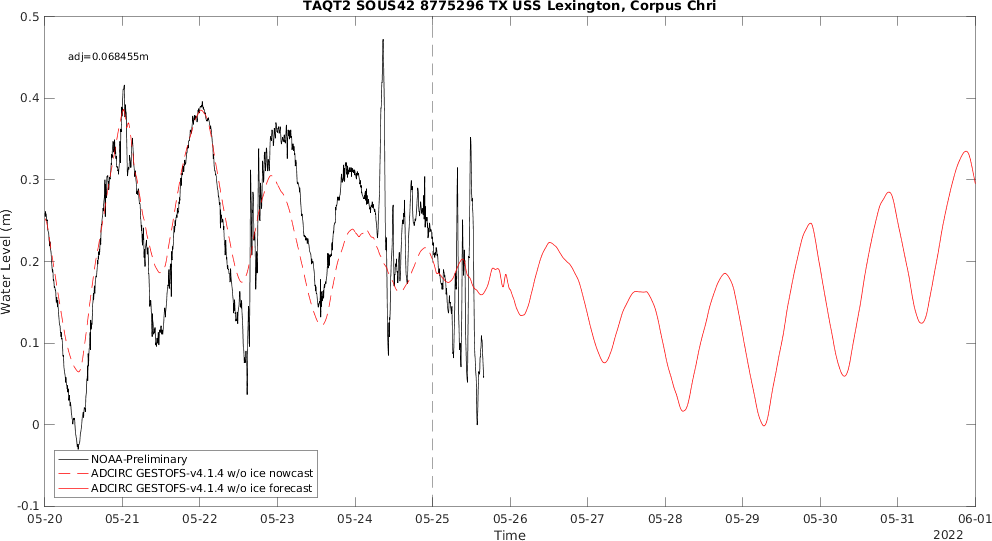 TAQT2 SOUS42 8775296 TX USS Lexington, Corpus Chri
adj=0.068455m
0.5
0.4
0.3
0.2
0.1
0
-0.1
Water Level (m)
NOAA-Preliminary
ADCIRC GESTOFS-v4.1.4 w/o ice nowcast
ADCIRC GESTOFS-v4.1.4 w/o ice forecast
05-20 05-21 05-22 05-23 05-24 05-25 05-26 05-27 05-28 05-29 05-30 05-31 06-01
Time
2022